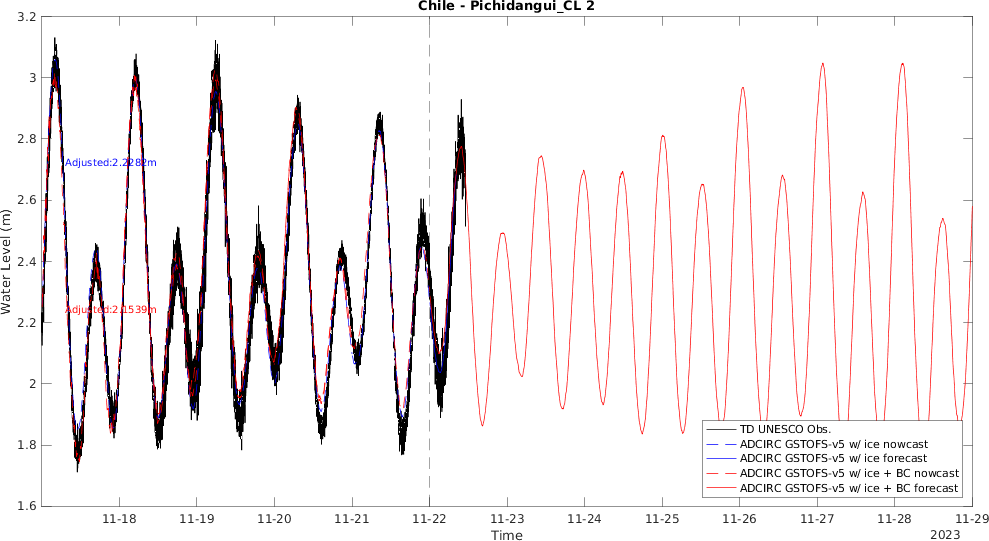 Chile - Pichidangui_CL 2
3.2
3
2.8
2.6
2.4
2.2
2
1.8
1.6
Water Level (m)
Adjusted:2.2282m
Adjusted:2.1539m
TD UNESCO Obs.
ADCIRC GSTOFS-v5 w/ ice nowcast
ADCIRC GSTOFS-v5 w/ ice forecast
ADCIRC GSTOFS-v5 w/ ice + BC nowcast
ADCIRC GSTOFS-v5 w/ ice + BC forecast
11-18 11-19 11-20 11-21 11-22 11-23 11-24 11-25 11-26 11-27 11-28 11-29
Time
2023